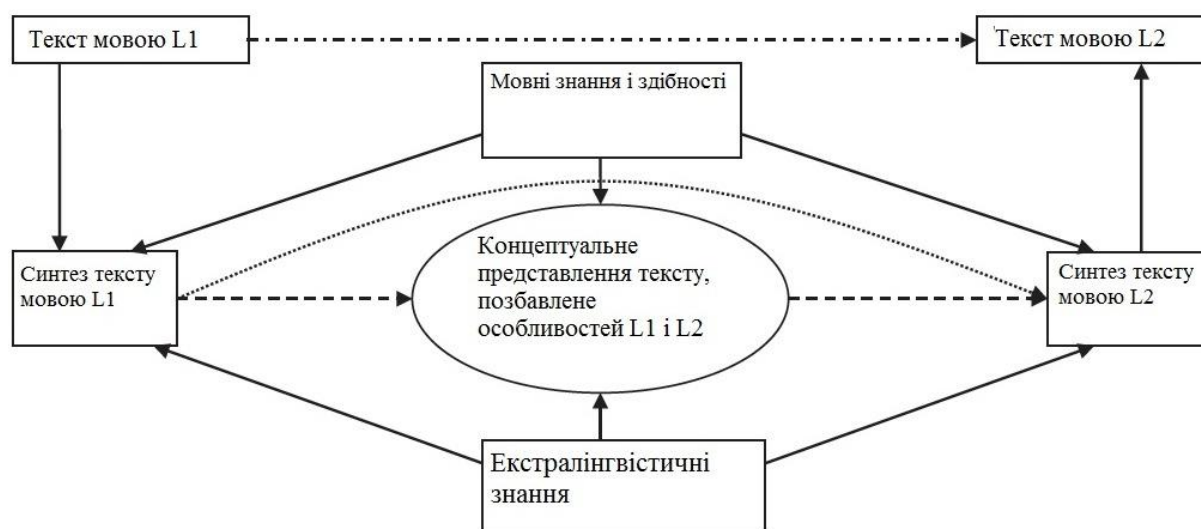 Текст мовою L1
Текст мовою L2
Мовні знання і здібності
Синтез тексту
мовою L1
Концептуальне
представлення тексту,
позбавлене
особливостей L1 і L2
Синтез тексту
мовою L2
Екстралінгвістичні
знання